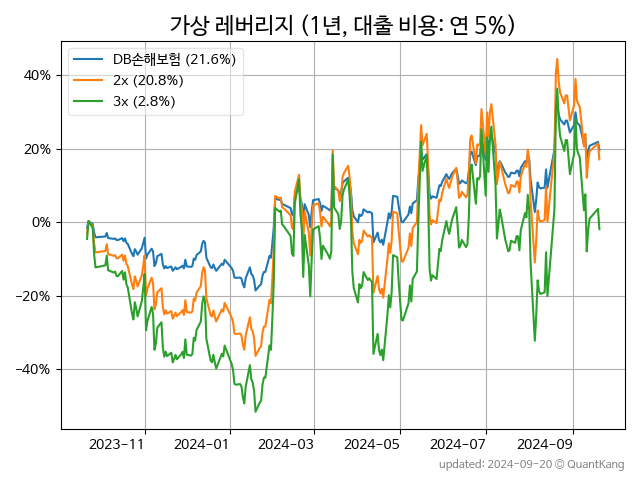 가상 레버리지 (1년, 대출 비용: 연 5%)
DB손해보험 (21.6%)
2x (20.8%)
3x (2.8%)
40%
20%
0%
−20%
−40%
2023-11 2024-01 2024-03 2024-05 2024-07 2024-09
updated: 2024-09-20 © QuantKang